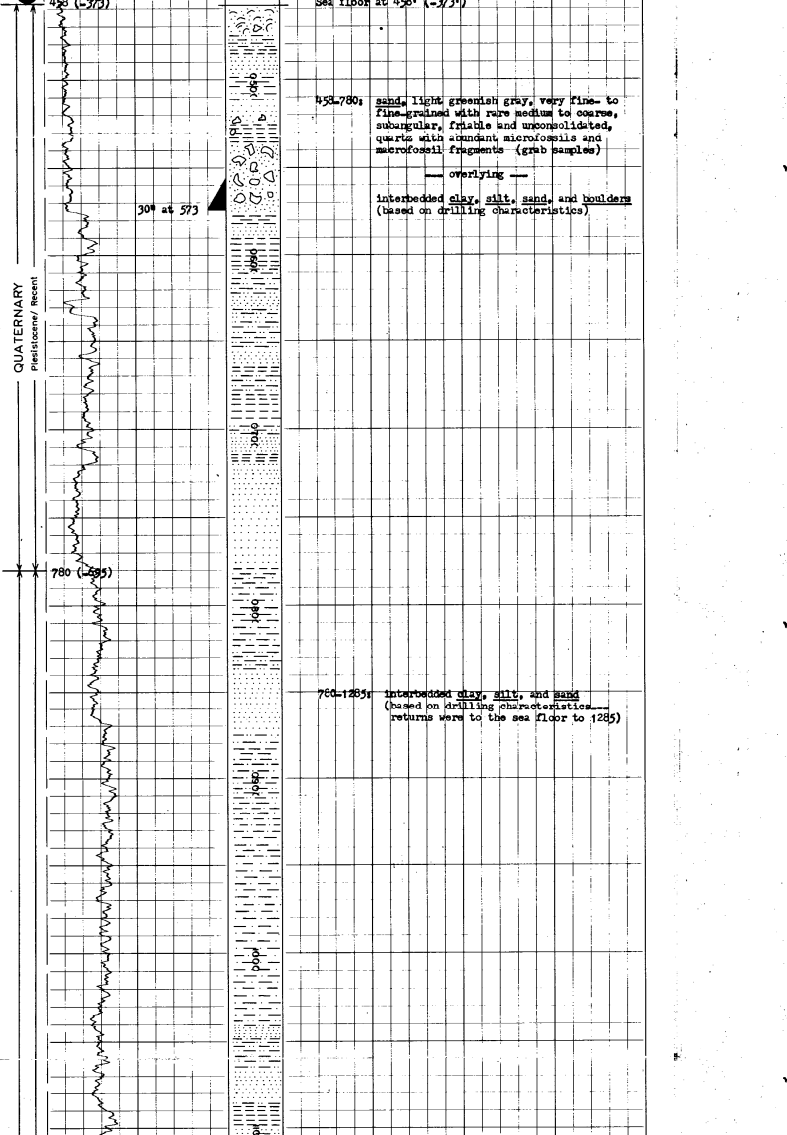 458 (-373)
Sea floor at 458' (-373')
458-780: sand, light greenish gray, very fine- to
fine-grained with rare medium to coarse,
subangular, friable and unconsolidated,
quartz with abundant microfossils and
macrofossil fragments (grab samples)
overlying
interbedded clay, silt, sand, and boulders
(based on drilling characteristics)
30" at 573
QUATERNARY
Pleistocene/ Recent
780 (-695)
780-1285: interbedded clay, silt, and sand
(based on drilling characteristics
returns were to the sea floor to 1285)